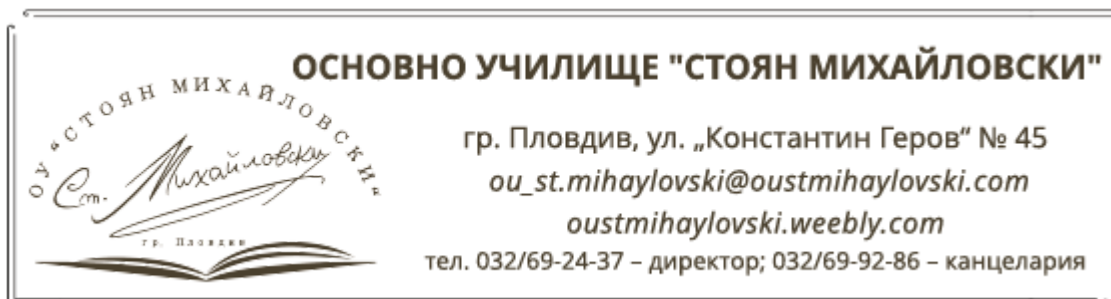 ОСНОВНО УЧИЛИЩЕ "СТОЯН МИХАЙЛОВСКИ"
гр. Пловдив, ул. „Константин Геров“ № 45
ou_st.mihaylovski@oustmihaylovski.com
oustmihaylovski.weebly.com
тел. 032/69-24-37 – директор; 032/69-92-86 – канцелария
ОУ "СТОЯН МИХАЙЛОВСКИ"
Ст. Михайловски
гр. Пловдив